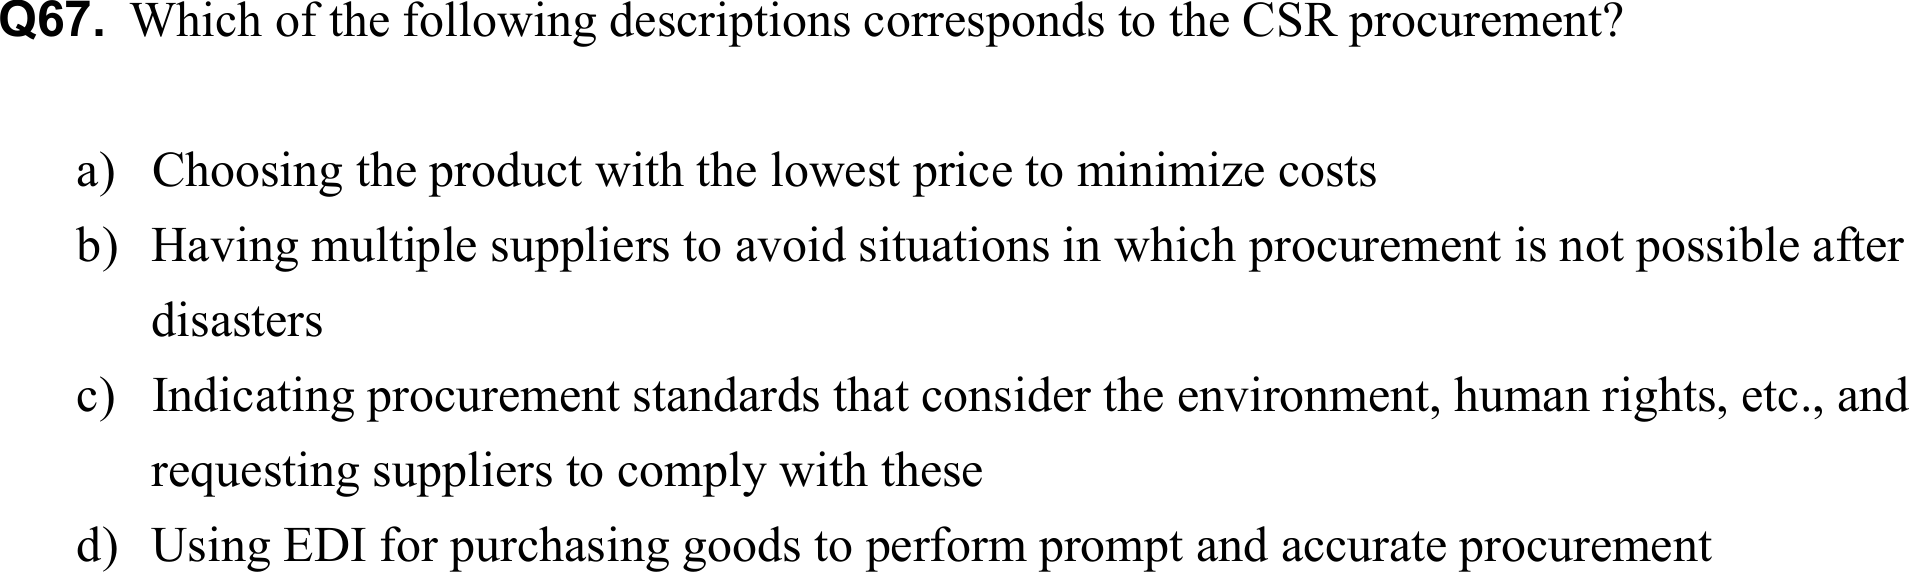 Q67. Which of the following descriptions corresponds to the CSR procurement?
a) Choosing the product with the lowest price to minimize costs
b) Having multiple suppliers to avoid situations in which procurement is not possible after
disasters
c) Indicating procurement standards that consider the environment, human rights, etc., and
requesting suppliers to comply with these
d) Using EDI for purchasing goods to perform prompt and accurate procurement